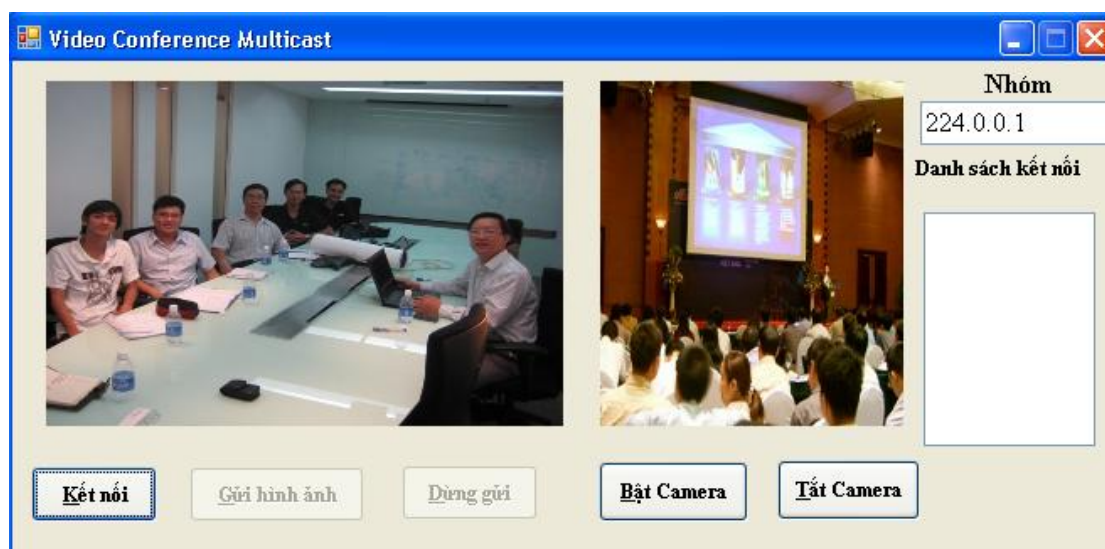 Video Conference Multicast
Nhóm
224.0.0.1
Danh sách kết nối
Kết nối
Gửi hình ảnh
Dừng gửi
Bật Camera
Tắt Camera